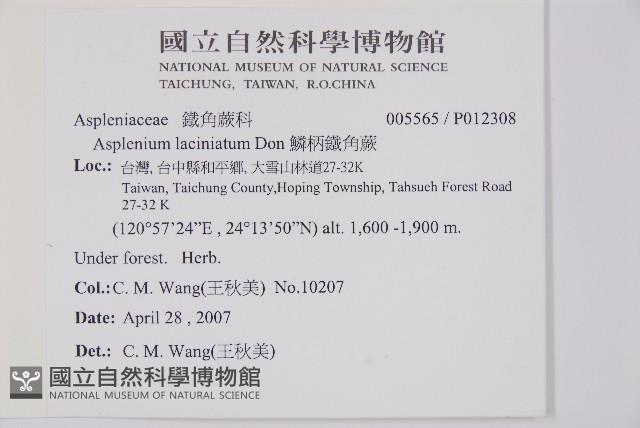 國立自然科學博物館
NATIONAL MUSEUM OF NATURAL SCIENCE
TAICHUNG, TAIWAN, R.O.CHINA
Aspleniaceae 鐵角蕨科 005565 / P012308
Asplenium laciniatum Don 鱗柄鐵角蕨
Loc.: 台灣, 台中縣和平鄉, 大雪山林道27-32K
Taiwan, Taichung County,Hoping Township, Tahsueh Forest Road
27-32 K
(120°57’24”E , 24°13’50”N) alt. 1,600 -1,900 m.
Under forest. Herb.
Col.: C. M. Wang(王秋美) No.10207
Date: April 28 , 2007
Det.: C. M. Wang(王秋美)
國立自然科學博物館
NATIONAL MUSEUM OF NATURAL SCIENCE